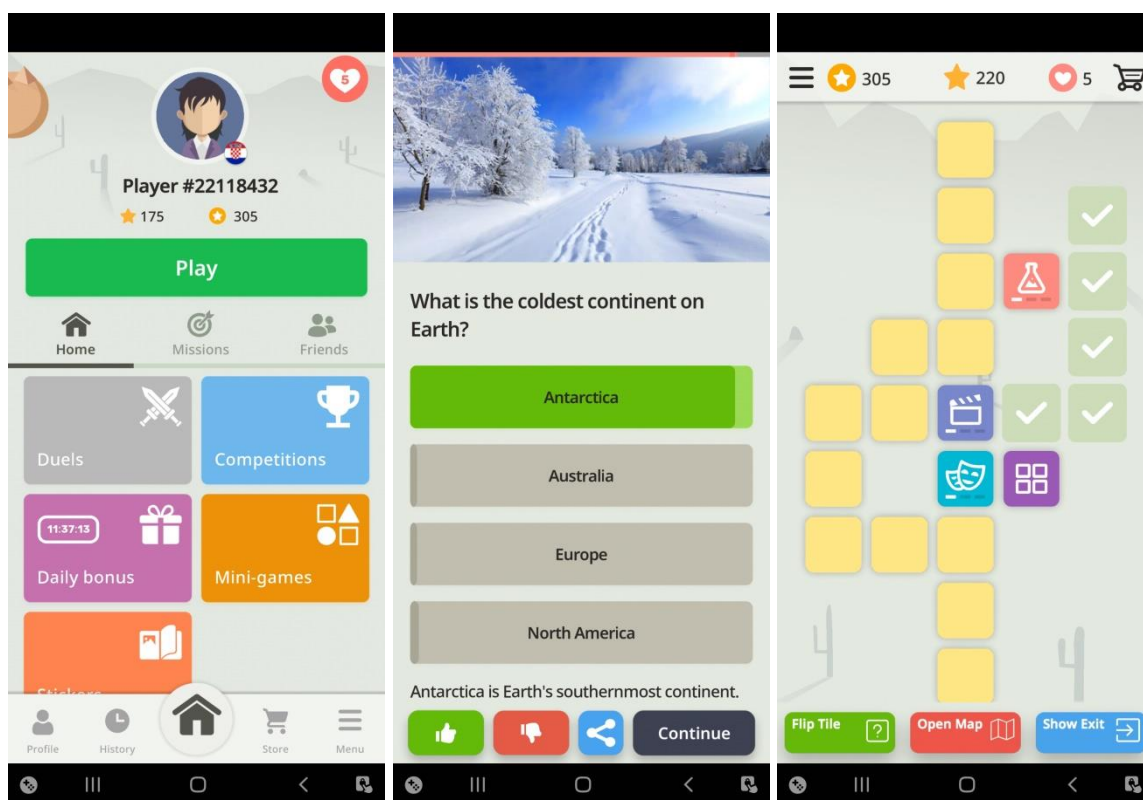 5
Player #22118432
175 305
Play
Home Missions Friends
Duels Competitions
11:37:13
Daily bonus Mini-games
Stickers
Profile History Store Menu
What is the coldest continent on
Earth?
Antarctica
Australia
Europe
North America
Antarctica is Earth's southernmost continent.
Continue
305 220 5
Flip Tile ? Open Map Show Exit